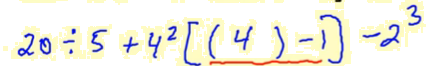 20 ÷ 5 + 4² [( 4 ) - 1] - 2³